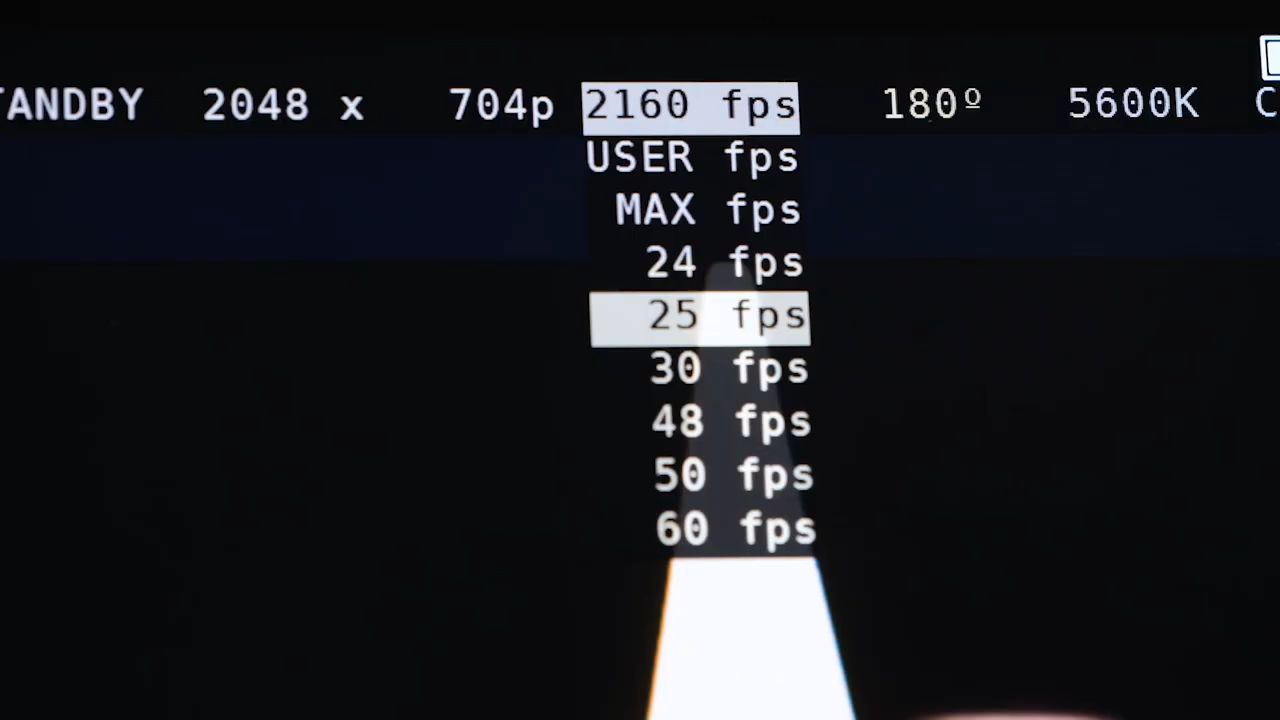 TANDBY 2048 x 704p 2160 fps 180º 5600K C
USER fps
MAX fps
24 fps
25 fps
30 fps
48 fps
50 fps
60 fps